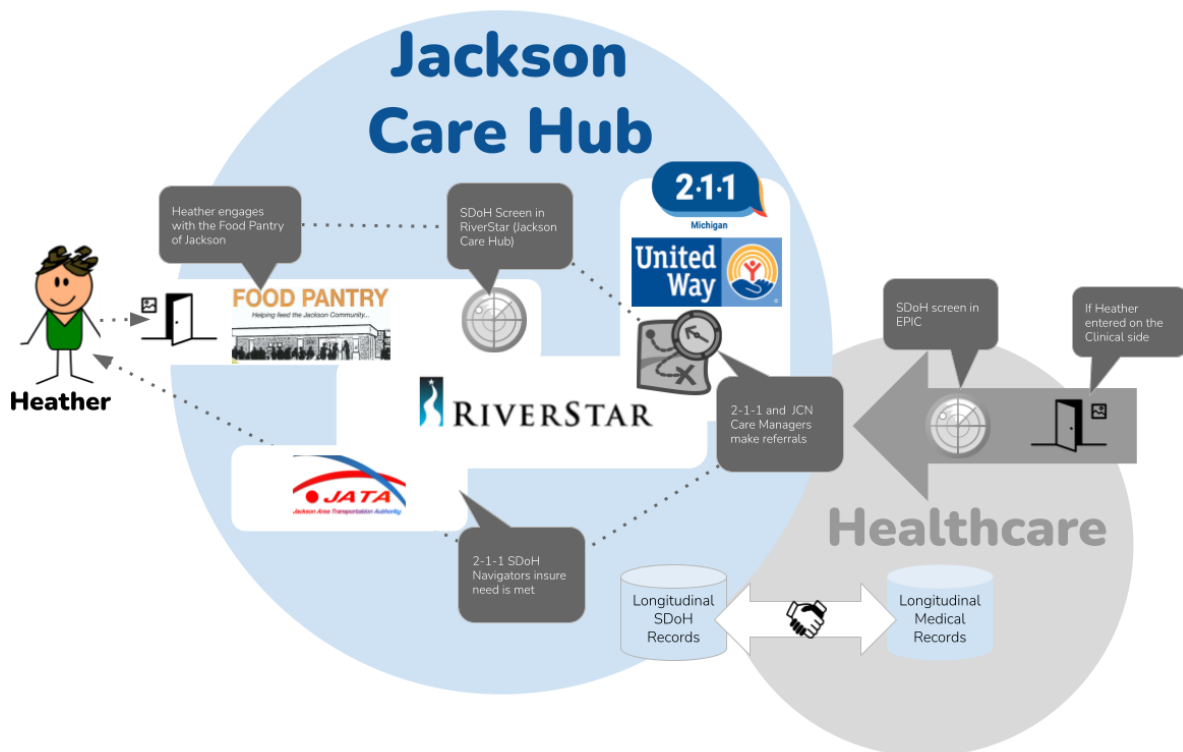 Jackson
Care Hub
2·1·1
Michigan
United
Way
Heather engages
with the Food Pantry
of Jackson
SDoH Screen in
RiverStar (Jackson
Care Hub)
FOOD PANTRY
Helping feed the Jackson Community...
SDoH screen in
EPIC
If Heather
entered on the
Clinical side
Heather
RIVERSTAR
2-1-1 and JCN
Care Managers
make referrals
JATA
Jackson Area Transportation Authority
Healthcare
2-1-1 SDoH
Navigators insure
need is met
Longitudinal
SDoH
Records
Longitudinal
Medical
Records